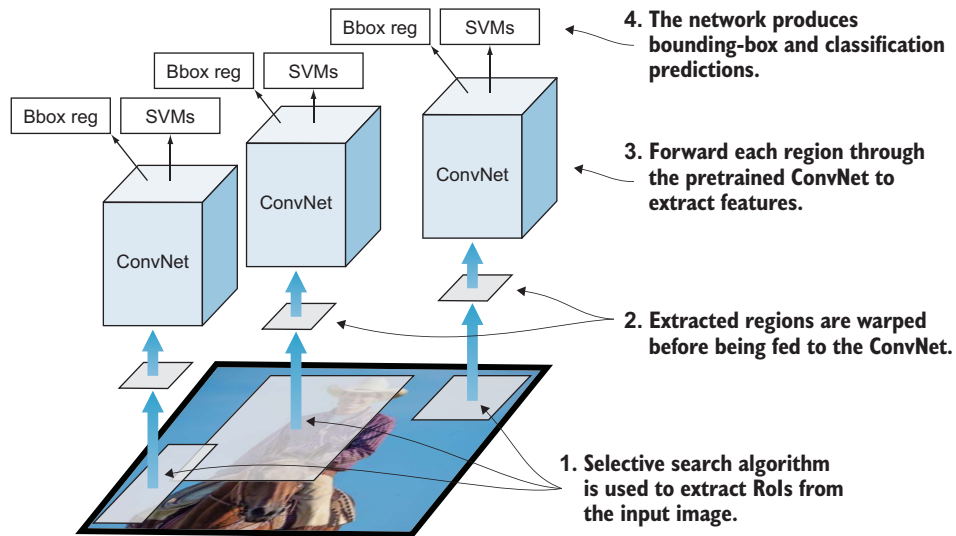 Bbox reg
SVMs
4. The network produces
bounding-box and classification
predictions.
Bbox reg
SVMs
Bbox reg
SVMs
ConvNet
3. Forward each region through
the pretrained ConvNet to
extract features.
ConvNet
ConvNet
2. Extracted regions are warped
before being fed to the ConvNet.
1. Selective search algorithm
is used to extract RoIs from
the input image.